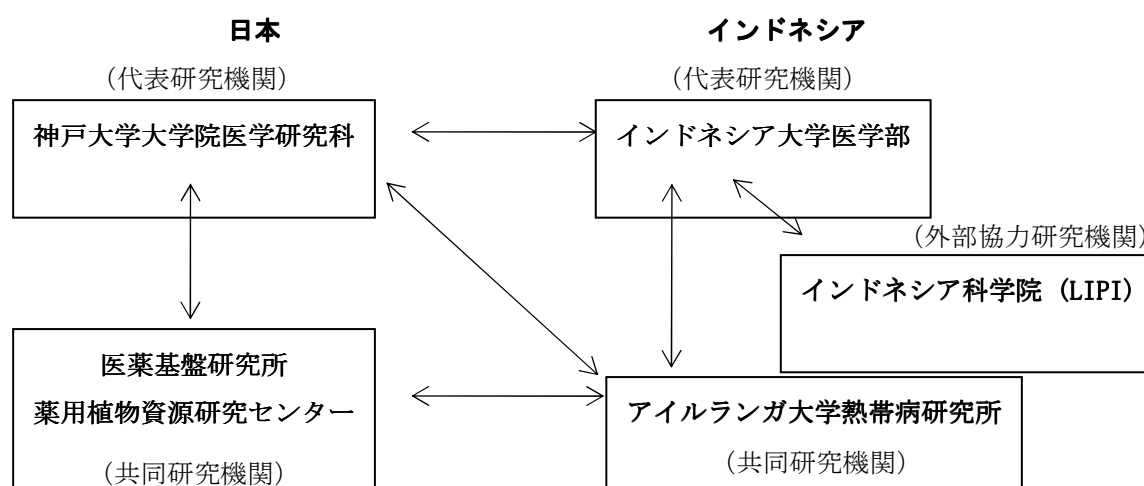 日本
インドネシア
（代表研究機関）
（代表研究機関）
神戸大学大学院医学研究科
インドネシア大学医学部
（外部協力研究機関）
インドネシア科学院（LIPI）
医薬基盤研究所
薬用植物資源研究センター
（共同研究機関）
アイルランガ大学熱帯病研究所
（共同研究機関）